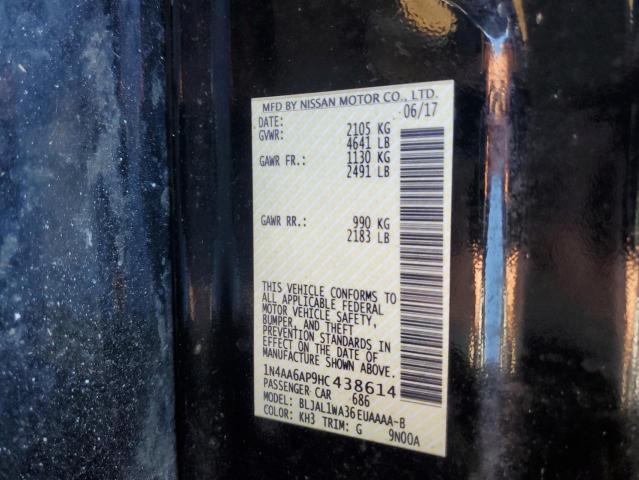 MFD BY NISSAN MOTOR CO., LTD.
DATE: 06/17
GVWR: 2105 KG
4641 LB
GAWR FR.: 1130 KG
2491 LB
GAWR RR.: 990 KG
2183 LB
THIS VEHICLE CONFORMS TO
ALL APPLICABLE FEDERAL
MOTOR VEHICLE SAFETY,
BUMPER, AND THEFT
PREVENTION STANDARDS IN
EFFECT ON THE DATE OF
MANUFACTURE SHOWN ABOVE.
1N4AA6AP9HC438614
PASSENGER CAR 686
MODEL: BLJAL1WA36EUAAAA-B
COLOR: KH3 TRIM: G 9N00A